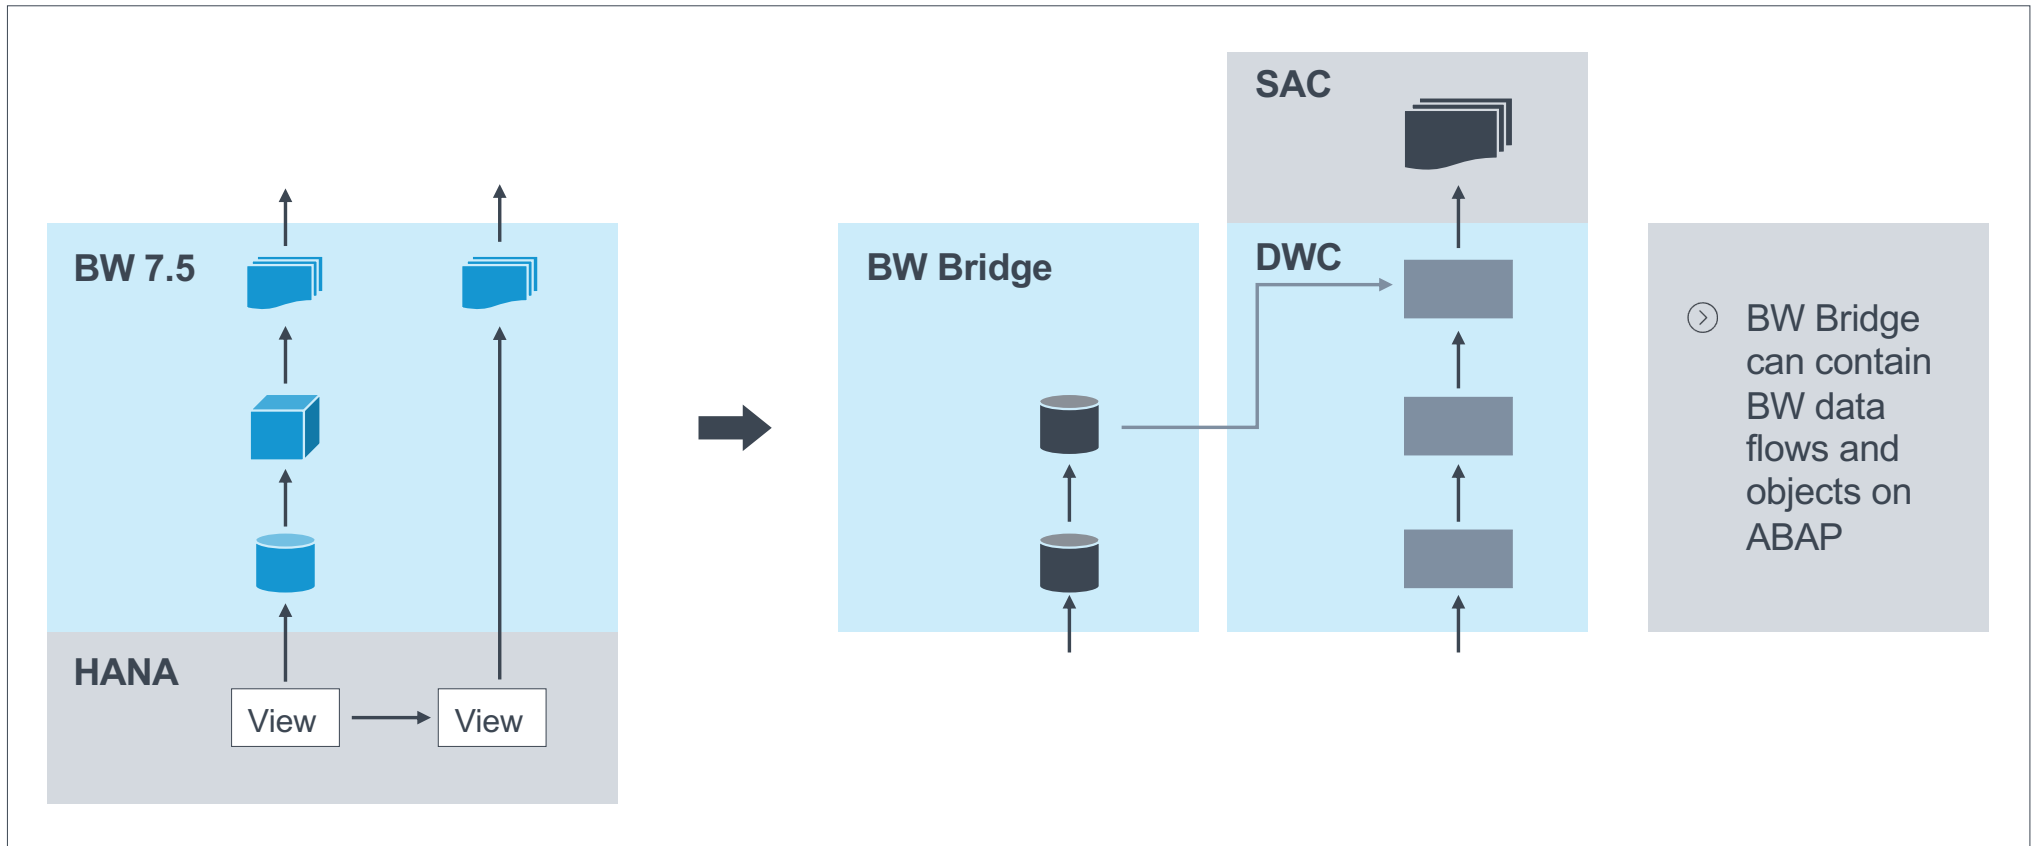 BW 7.5
HANA
View
View
BW Bridge
SAC
DWC
BW Bridge
can contain
BW data
flows and
objects on
ABAP